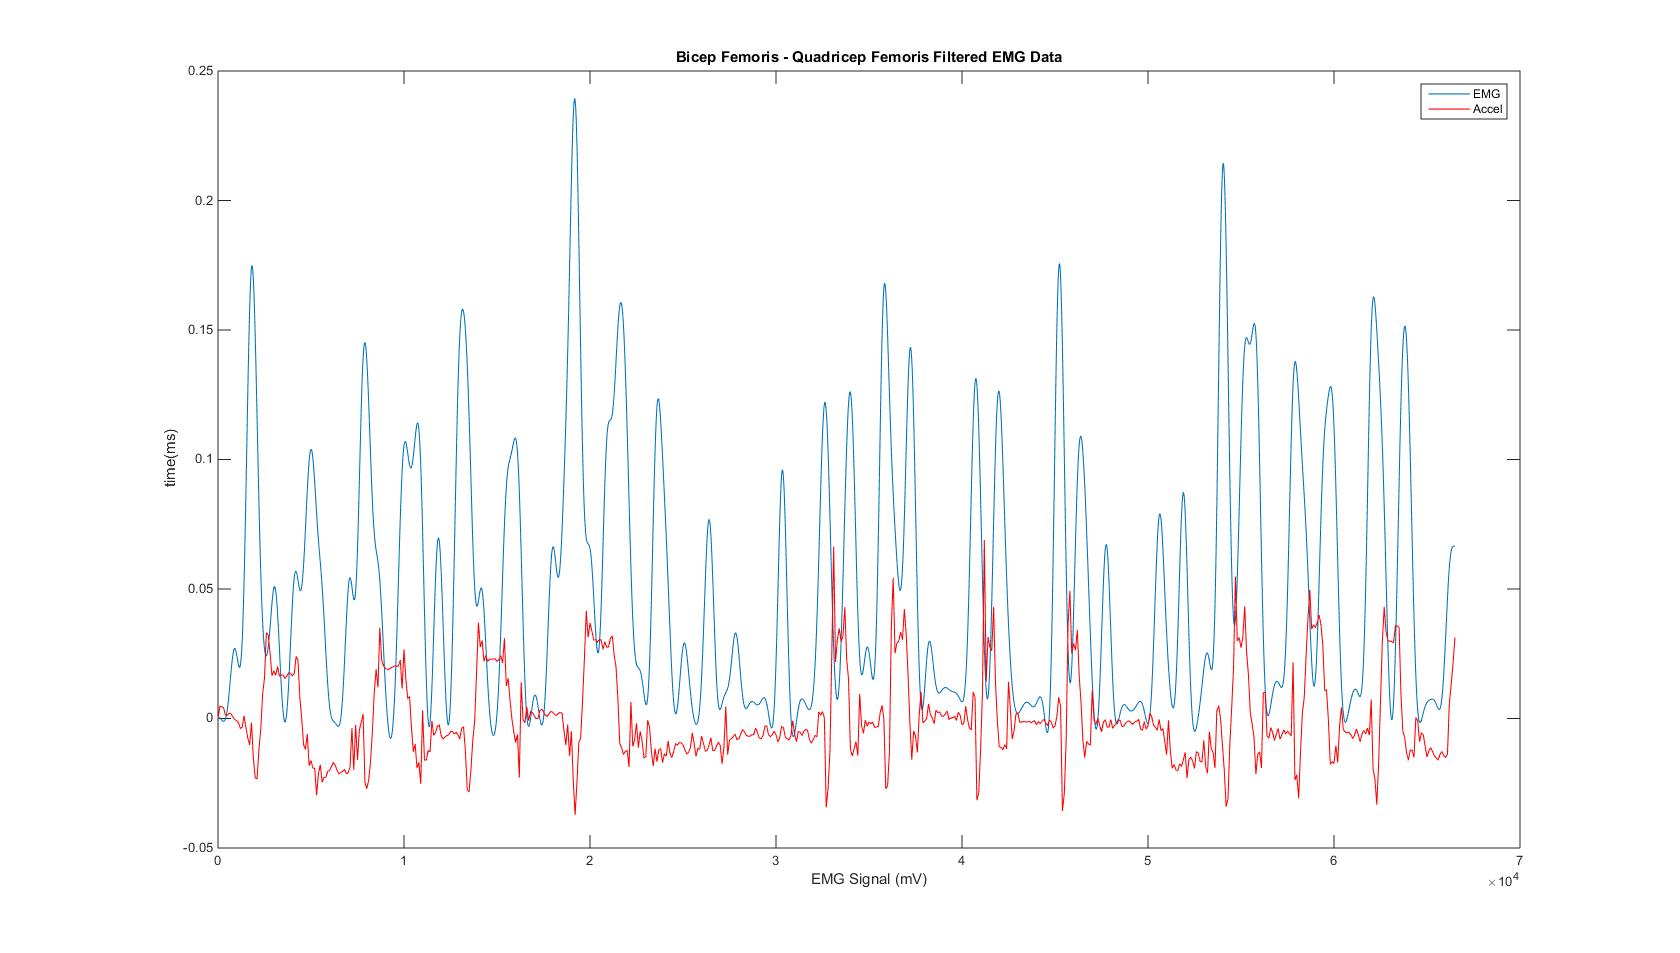 Bicep Femoris - Quadricep Femoris Filtered EMG Data
EMG
Accel
0.25
0.2
0.15
0.1
0.05
0
-0.05
time(ms)
0 1 2 3 4 5 6 7
EMG Signal (mV)
×10⁴